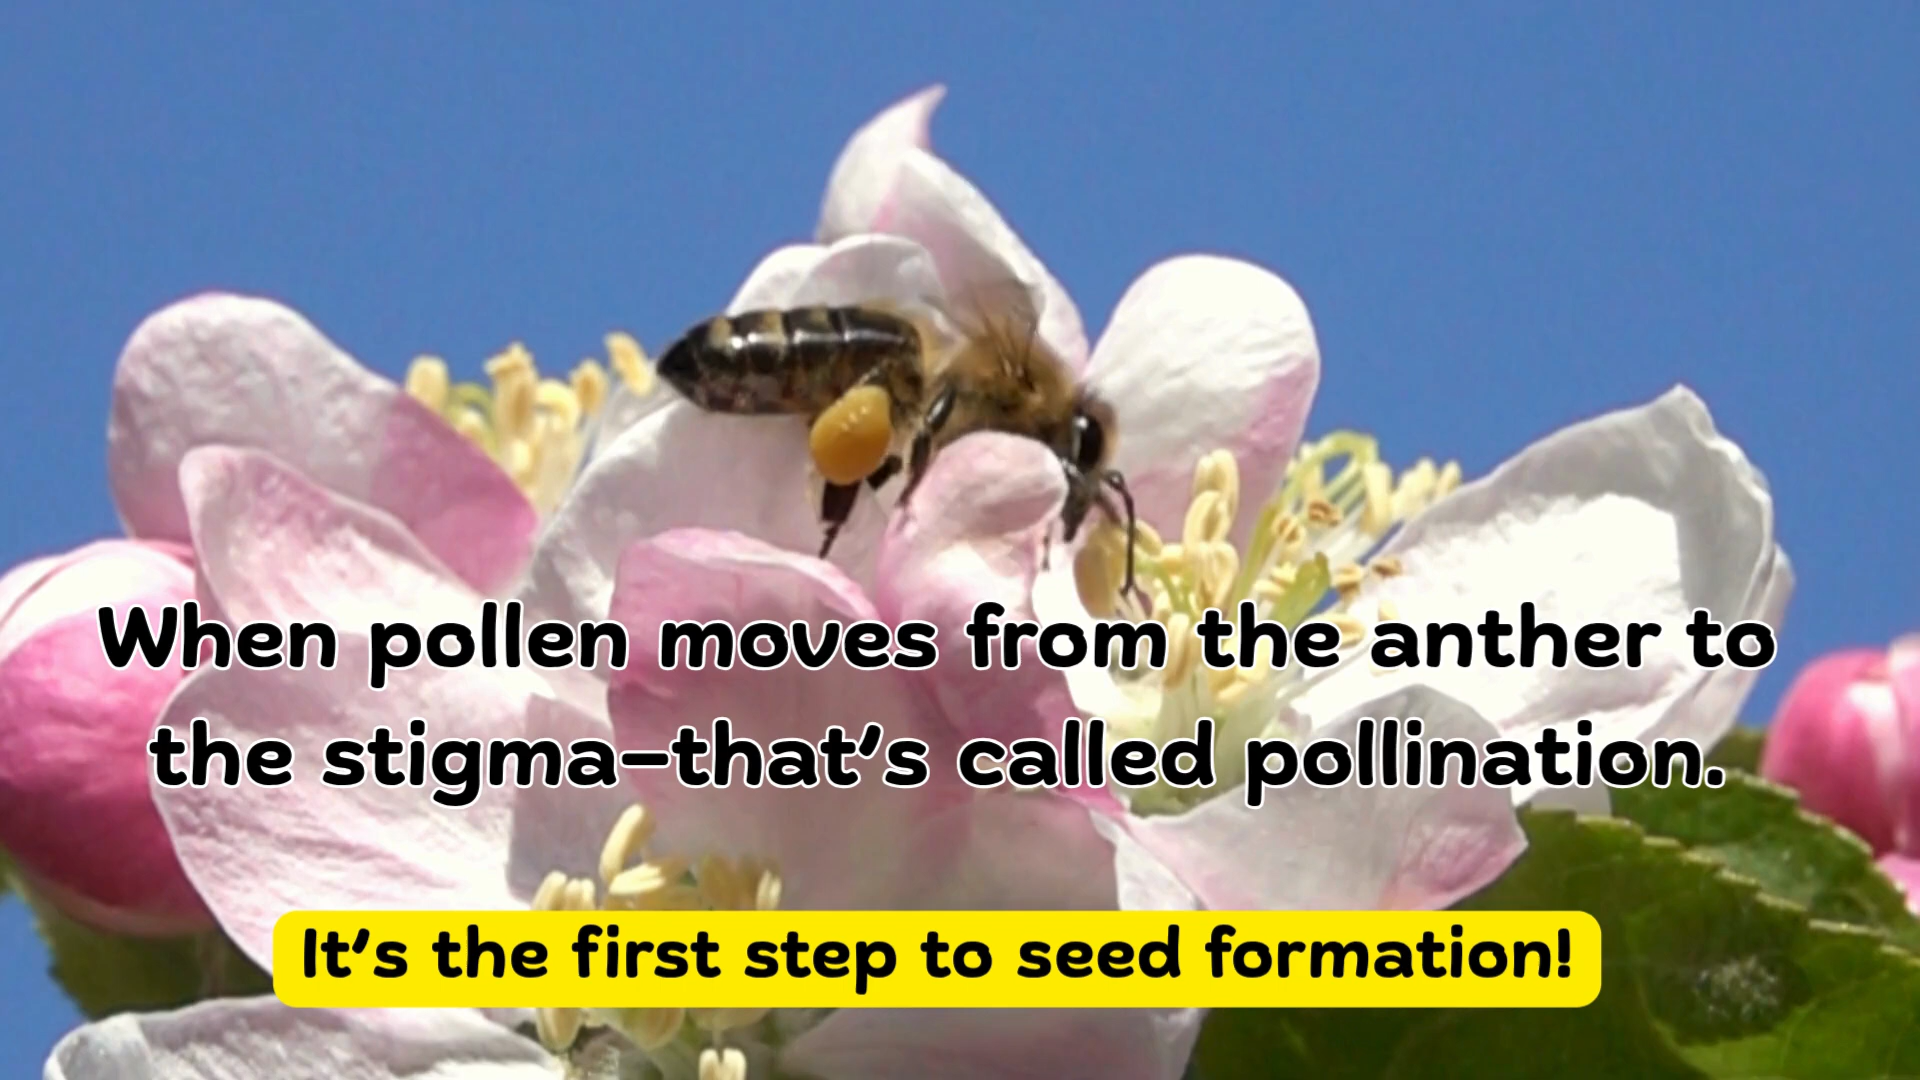 When pollen moves from the anther to
the stigma–that's called pollination.
It's the first step to seed formation!